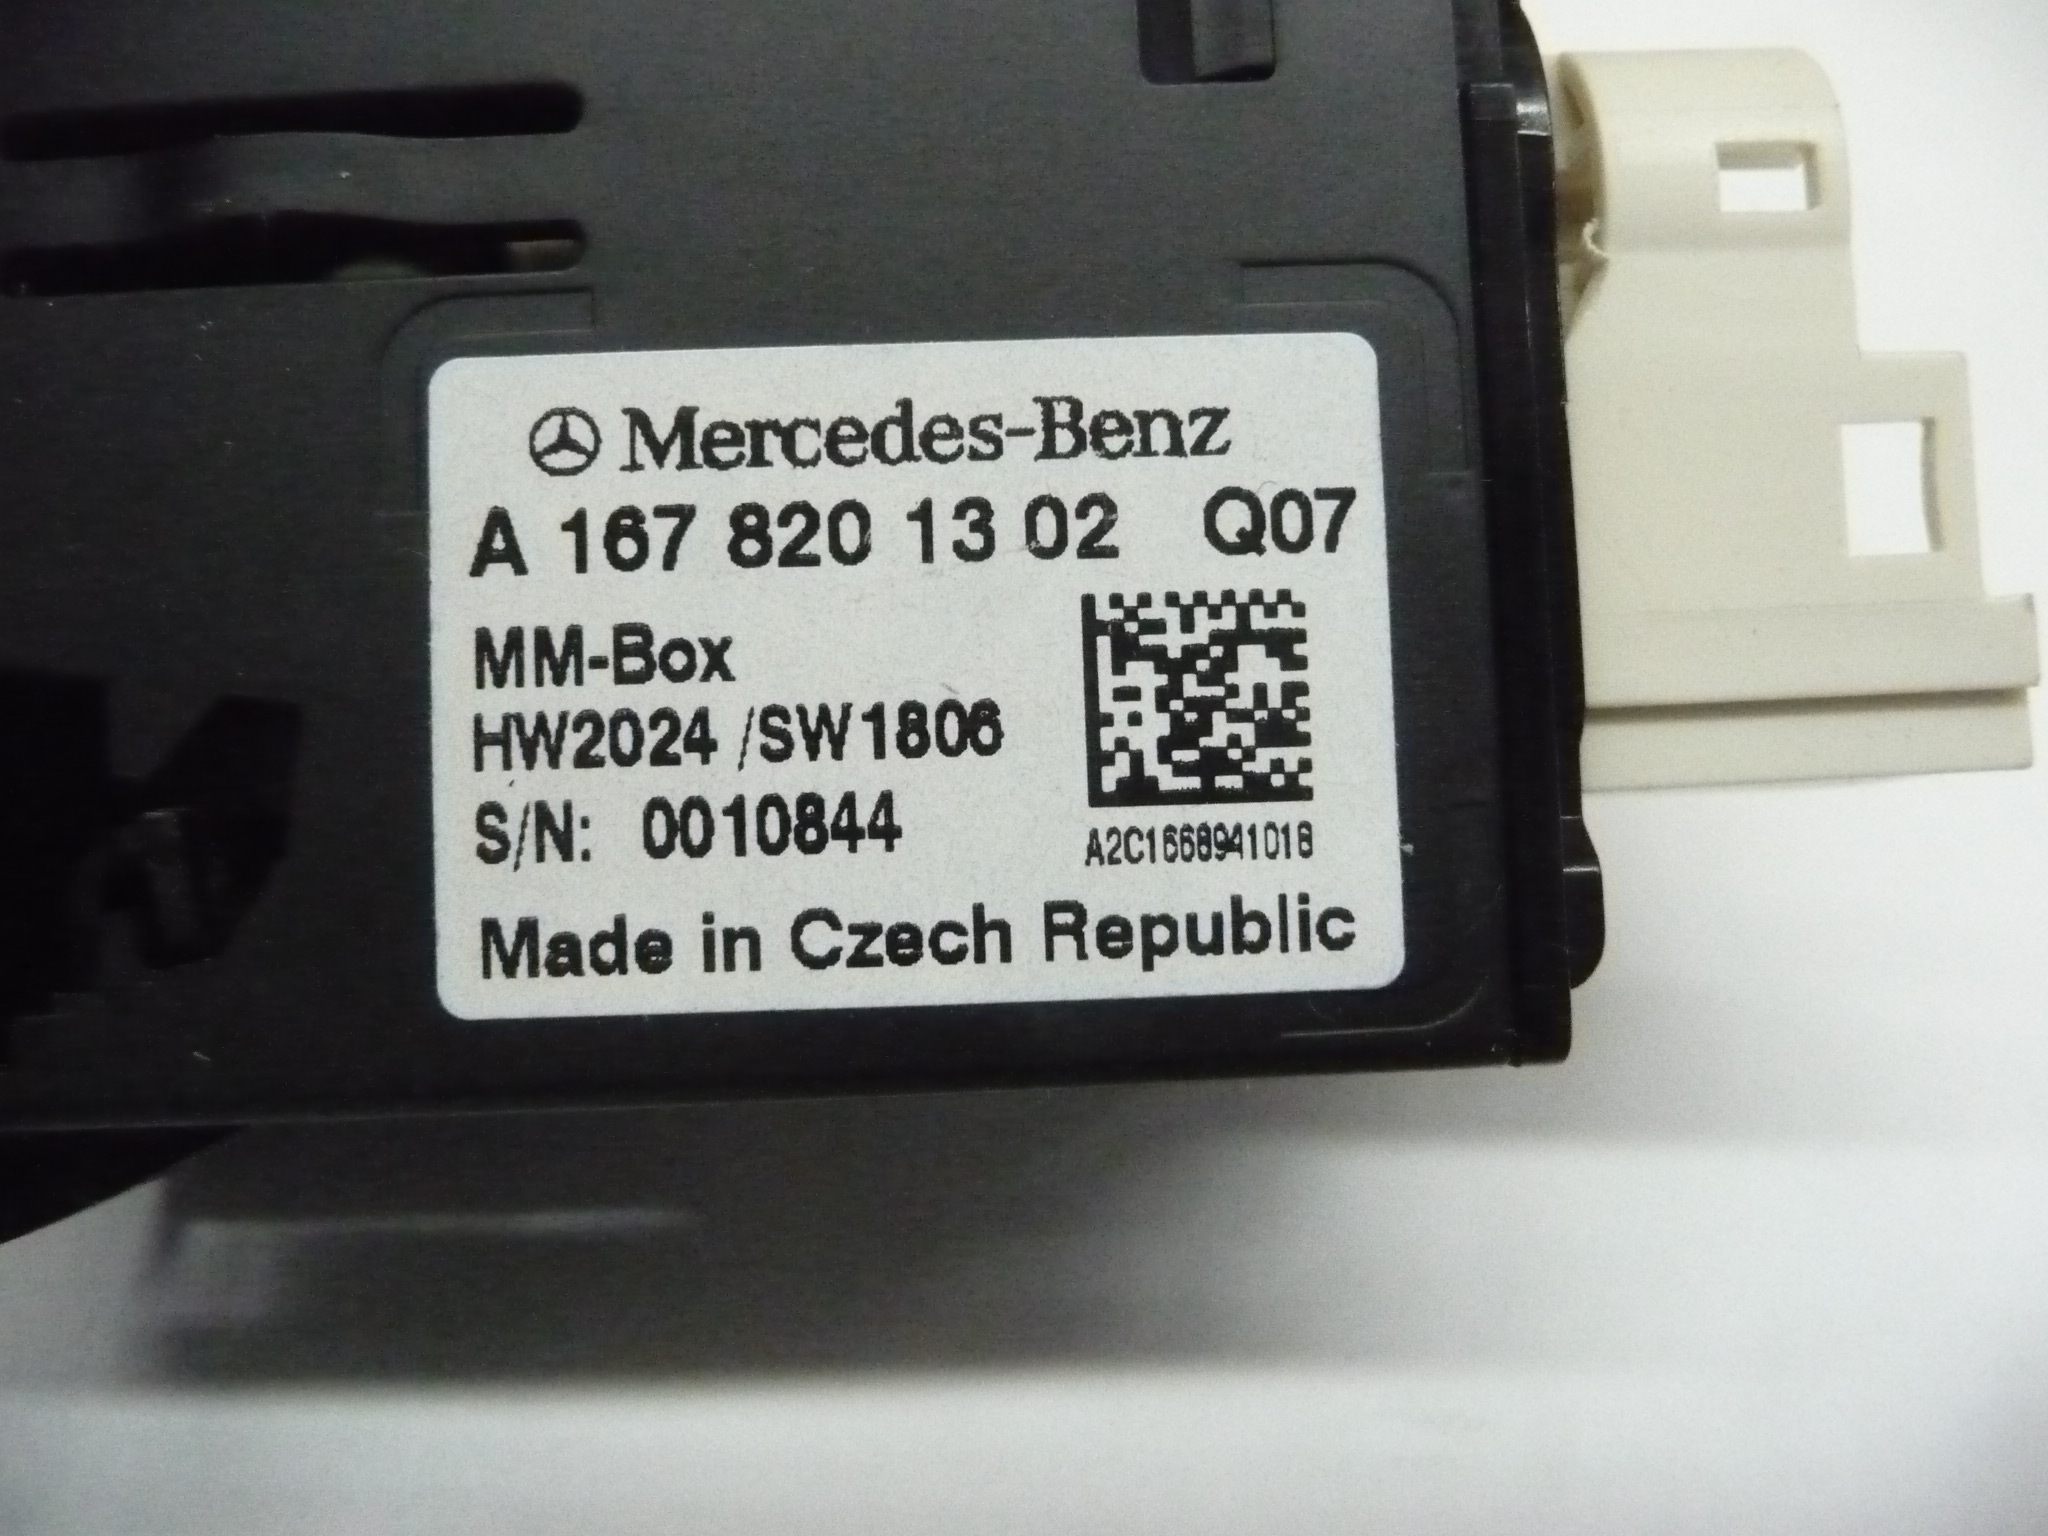 Mercedes-Benz
A 167 820 13 02 Q07
MM-Box
HW2024 /SW1806
S/N: 0010844
A2C1668941018
Made in Czech Republic